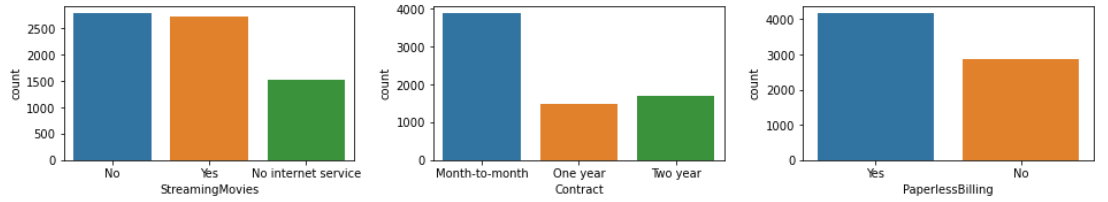 count
2500
2000
1500
1000
500
0
No Yes No internet service
StreamingMovies
count
4000
3000
2000
1000
0
Month-to-month One year Two year
Contract
count
4000
3000
2000
1000
0
Yes No
PaperlessBilling